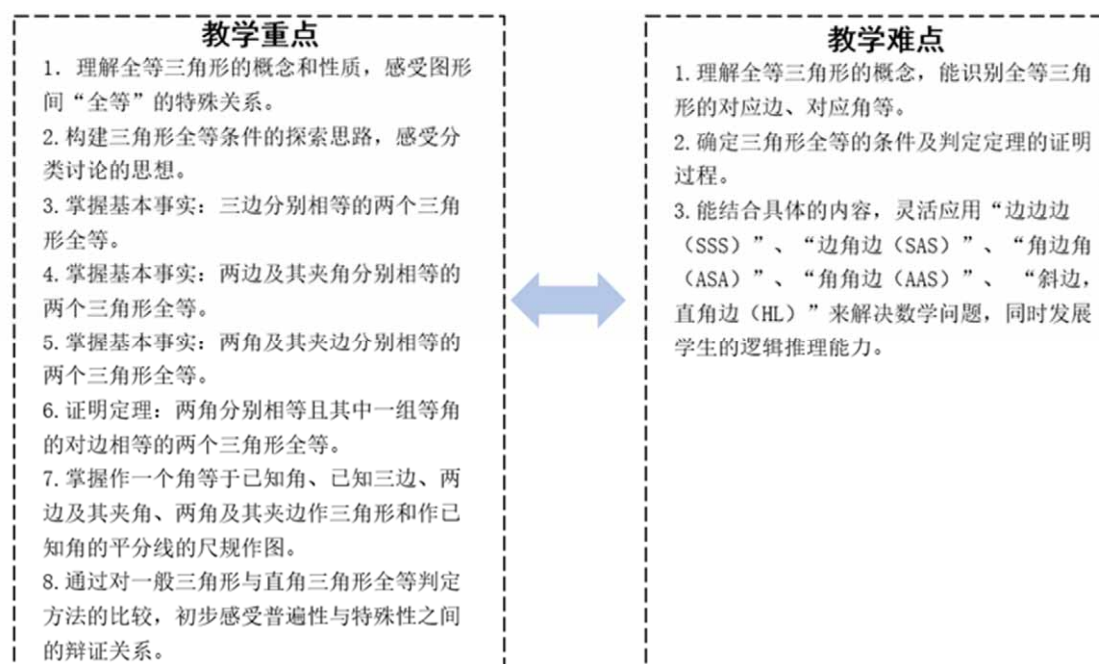 教学重点
1. 理解全等三角形的概念和性质，感受图形
间“全等”的特殊关系。
2. 构建三角形全等条件的探索思路，感受分
类讨论的思想。
3. 掌握基本事实：三边分别相等的两个三角
形全等。
4. 掌握基本事实：两边及其夹角分别相等的
两个三角形全等。
5. 掌握基本事实：两角及其夹边分别相等的
两个三角形全等。
6. 证明定理：两角分别相等且其中一组等角
的对边相等的两个三角形全等。
7. 掌握作一个角等于已知角、已知三边、两
边及其夹角、两角及其夹边作三角形和作已
知角的平分线的尺规作图。
8. 通过对一般三角形与直角三角形全等判定
方法的比较，初步感受普遍性与特殊性之间
的辩证关系。
教学难点
1. 理解全等三角形的概念，能识别全等三角
形的对应边、对应角等。
2. 确定三角形全等的条件及判定定理的证明
过程。
3. 能结合具体的内容，灵活应用“边边边
（SSS）”、“边角边（SAS）”、“角边角
（ASA）”、“角角边（AAS）”、 “斜边，
直角边（HL）”来解决数学问题，同时发展
学生的逻辑推理能力。